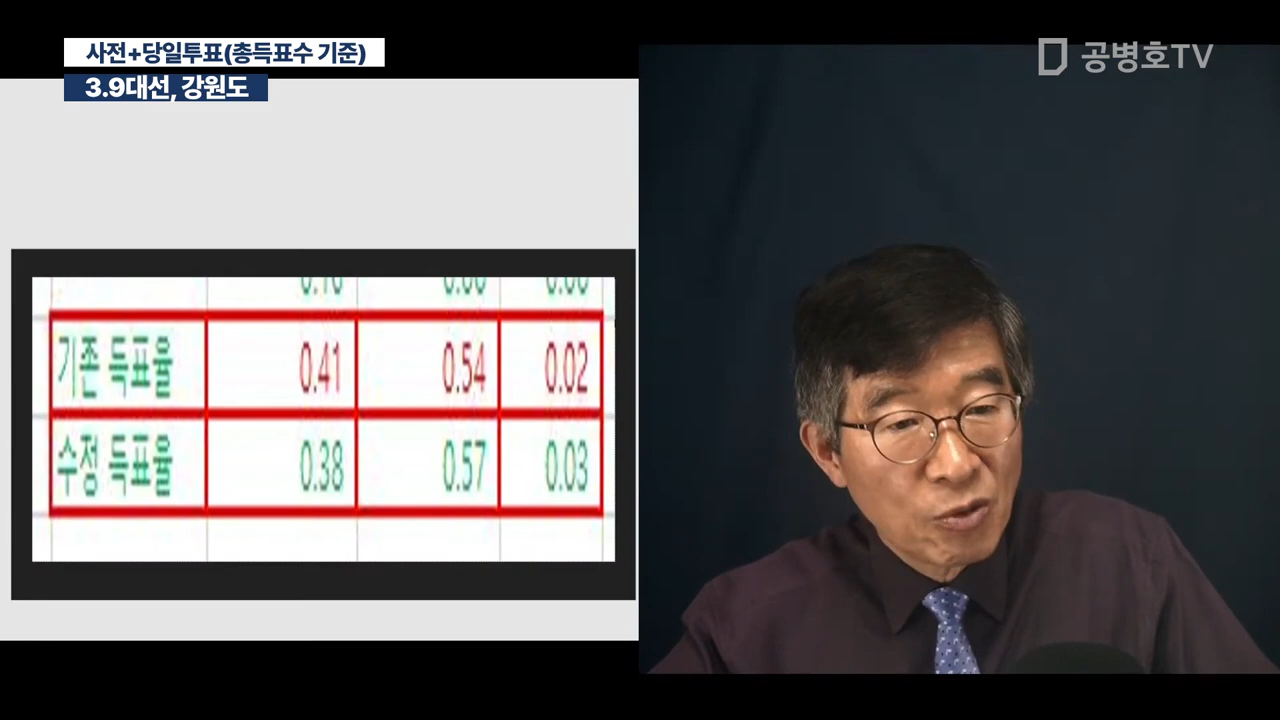 사전+당일투표(총득표수 기준)
3.9대선, 강원도
공병호TV
기존 득표율 0.41 0.54 0.02
수정 득표율 0.38 0.57 0.03